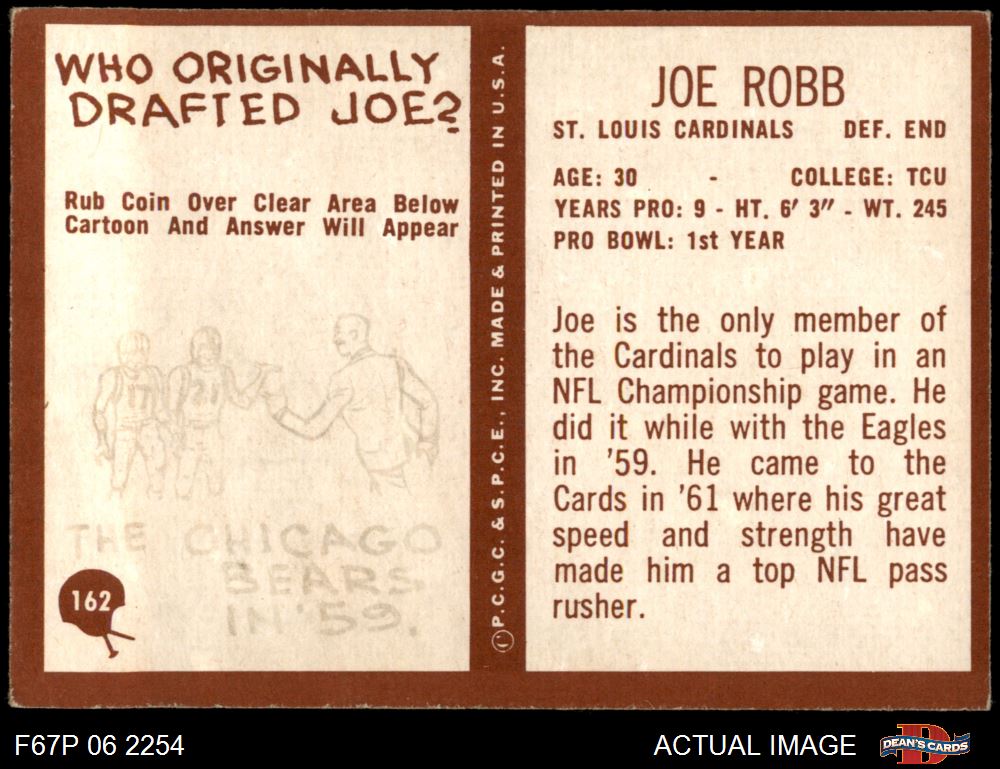 WHO ORIGINALLY
DRAFTED JOE?
Rub Coin Over Clear Area Below
Cartoon And Answer Will Appear
17
21
THE CHICAGO
BEARS
IN '59.
162
© P.C.G.C. & S.P.C.E., INC. MADE & PRINTED IN U.S.A.
JOE ROBB
ST. LOUIS CARDINALS DEF. END
AGE: 30 - COLLEGE: TCU
YEARS PRO: 9 - HT. 6' 3" - WT. 245
PRO BOWL: 1st YEAR
Joe is the only member of
the Cardinals to play in an
NFL Championship game. He
did it while with the Eagles
in '59. He came to the
Cards in '61 where his great
speed and strength have
made him a top NFL pass
rusher.
F67P 06 2254
ACTUAL IMAGE
D
DEAN'S CARDS